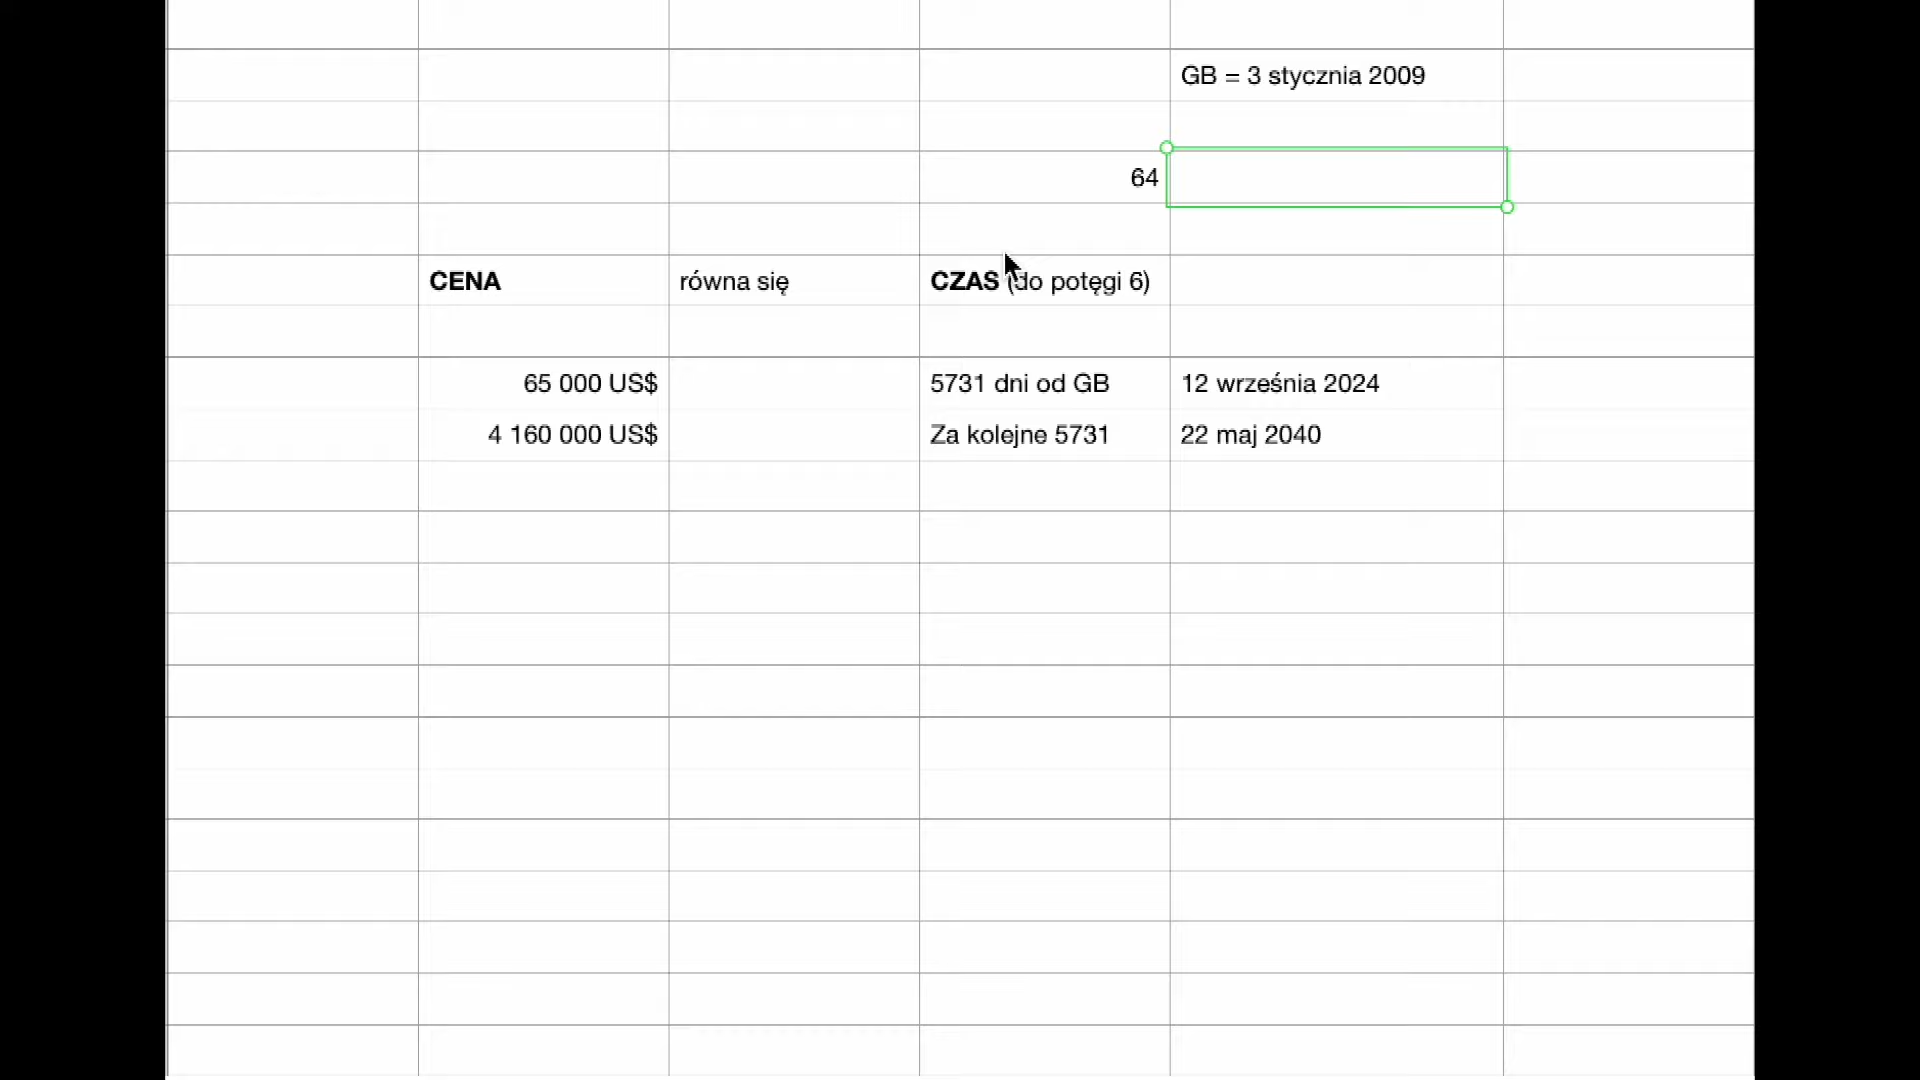 GB = 3 stycznia 2009
64
CENA równa się CZAS (do potęgi 6)
65 000 US$ 5731 dni od GB 12 września 2024
4 160 000 US$ Za kolejne 5731 22 maj 2040